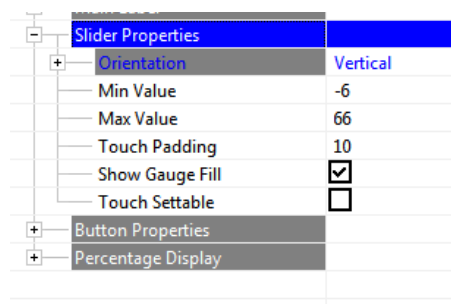 Slider Properties
Orientation Vertical
Min Value -6
Max Value 66
Touch Padding 10
Show Gauge Fill
Touch Settable
Button Properties
Percentage Display